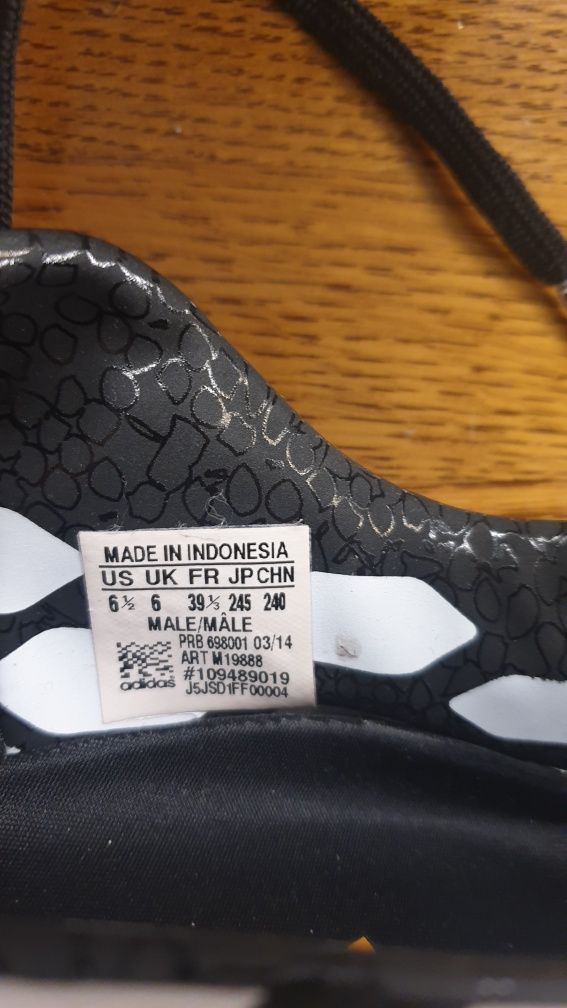 MADE IN INDONESIA
US UK FR JP CHN
6½ 6 39⅓ 245 240
MALE/MÂLE
PRB 698001 03/14
ART M19888
#109489019
adidas J5JSD1FF00004